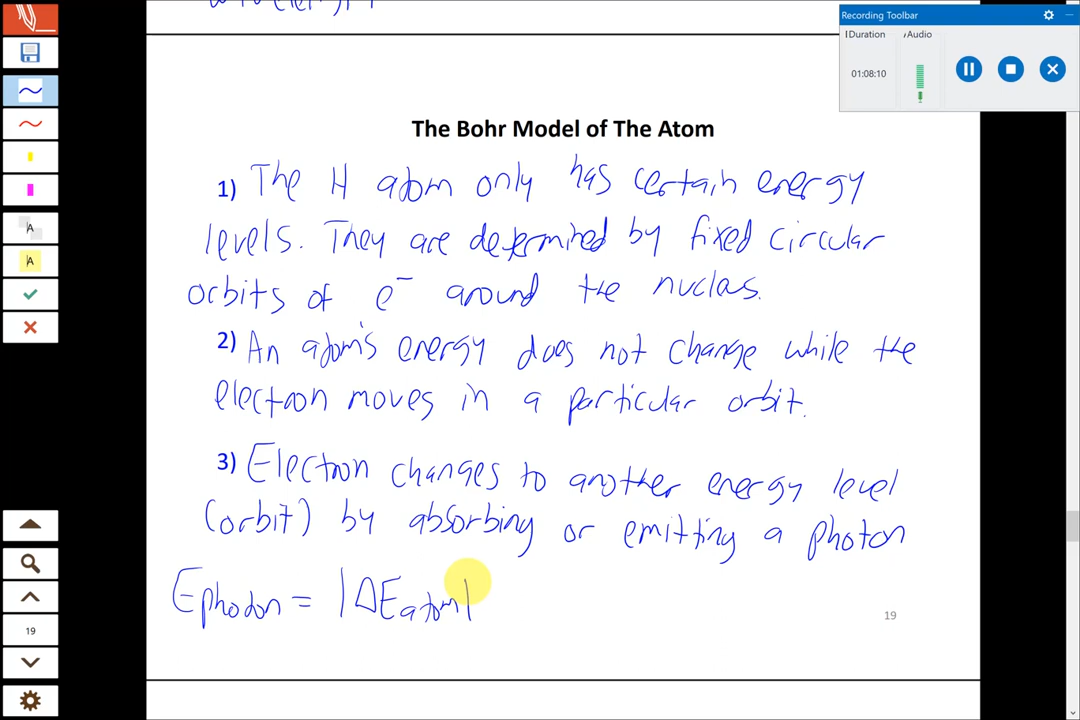 Recording Toolbar
Duration
Audio
01:08:10
The Bohr Model of The Atom
1) The H atom only has certain energy
levels. They are determined by fixed circular
orbits of e⁻ around the nucleus.
2) An atom's energy does not change while the
electron moves in a particular orbit.
3) Electron changes to another energy level
(orbit) by absorbing or emitting a photon
Ephoton = |ΔEatom|
19
A
A
19